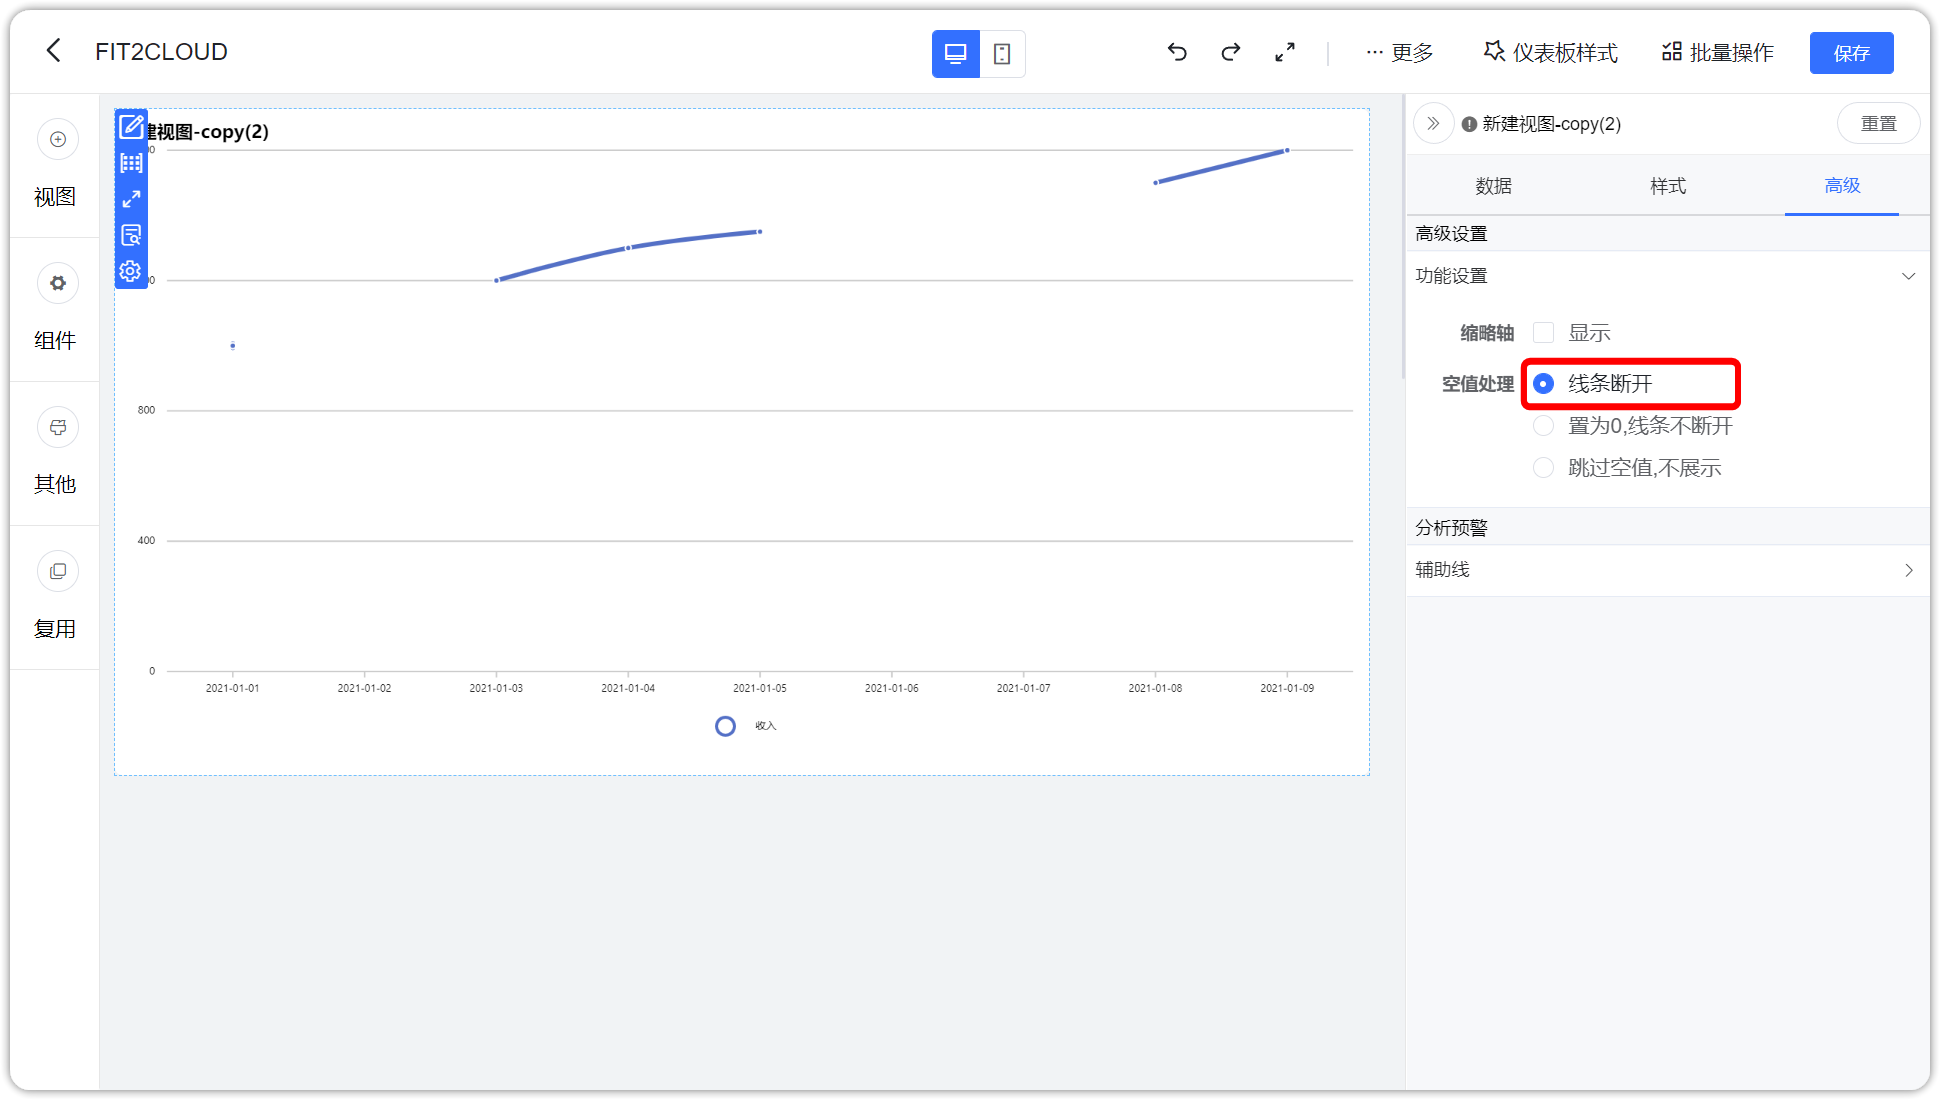 FIT2CLOUD
更多
仪表板样式
批量操作
保存
视图
组件
其他
复用
建视图-copy(2)
800
400
0
2021-01-01
2021-01-02
2021-01-03
2021-01-04
2021-01-05
2021-01-06
2021-01-07
2021-01-08
2021-01-09
收入
新建视图-copy(2)
重置
数据
样式
高级
高级设置
功能设置
缩略轴 显示
空值处理 线条断开
置为0,线条不断开
跳过空值,不展示
分析预警
辅助线